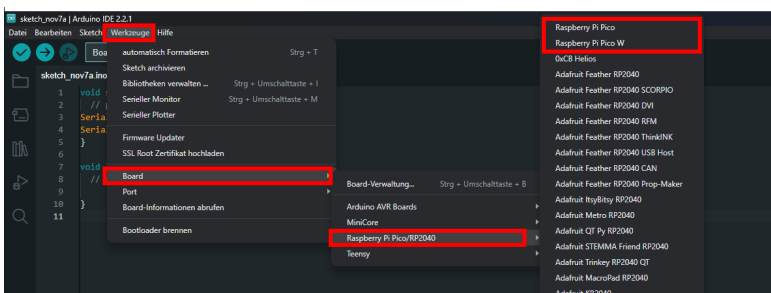 sketch_nov7a | Arduino IDE 2.2.1
Datei Bearbeiten Sketch Werkzeuge Hilfe
Boa
sketch_nov7a.ino
1 void
2 //
3 Seria
4 Seria
5 }
6
7 void
8 //
9
10 }
11
automatisch Formatieren Strg + T
Sketch archivieren
Bibliotheken verwalten ... Strg + Umschalttaste + I
Serieller Monitor Strg + Umschalttaste + M
Serieller Plotter
Firmware Updater
SSL Root Zertifikat hochladen
Board
Port
Board-Informationen abrufen
Bootloader brennen
Board-Verwaltung... Strg + Umschalttaste + B
Arduino AVR Boards
MiniCore
Raspberry Pi Pico/RP2040
Teensy
Raspberry Pi Pico
Raspberry Pi Pico W
0xCB Helios
Adafruit Feather RP2040
Adafruit Feather RP2040 SCORPIO
Adafruit Feather RP2040 DVI
Adafruit Feather RP2040 RFM
Adafruit Feather RP2040 ThinkINK
Adafruit Feather RP2040 USB Host
Adafruit Feather RP2040 CAN
Adafruit Feather RP2040 Prop-Maker
Adafruit ItsyBitsy RP2040
Adafruit Metro RP2040
Adafruit QT Py RP2040
Adafruit STEMMA Friend RP2040
Adafruit Trinkey RP2040 QT
Adafruit MacroPad RP2040
Adafruit KB2040